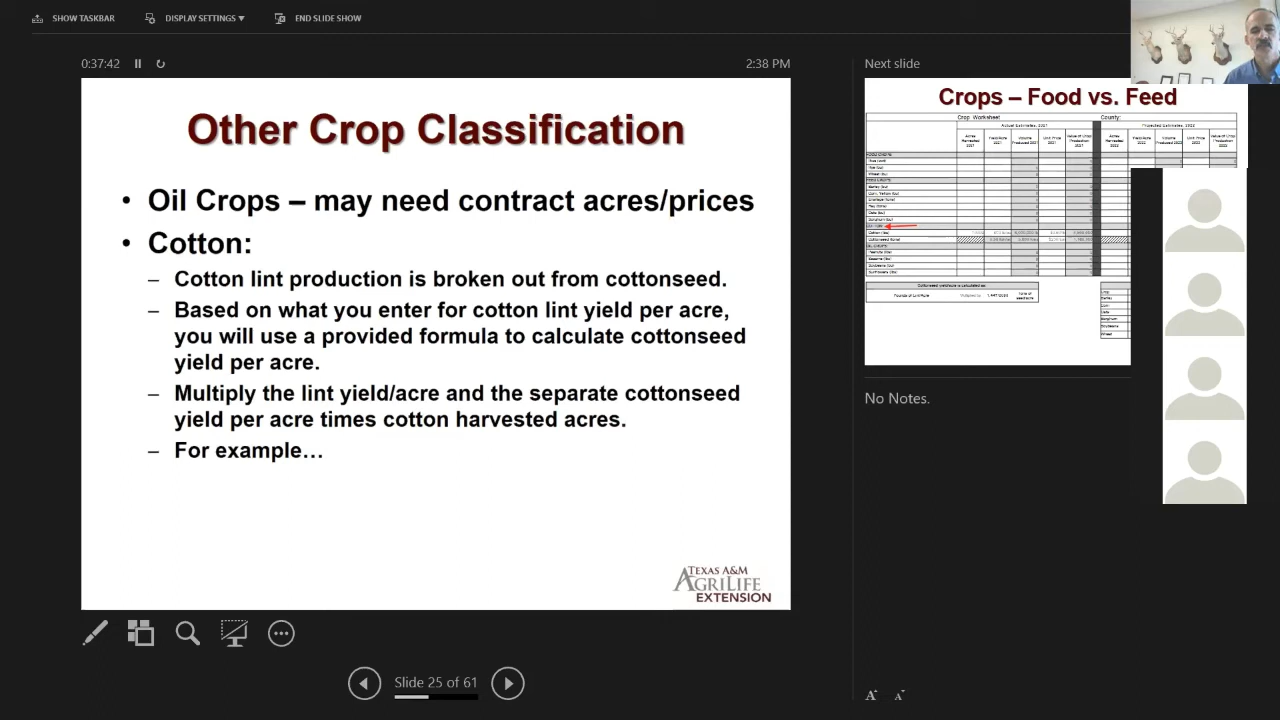 SHOW TASKBAR
DISPLAY SETTINGS
END SLIDE SHOW
0:37:42
2:38 PM
Other Crop Classification
• Oil Crops – may need contract acres/prices
• Cotton:
– Cotton lint production is broken out from cottonseed.
– Based on what you enter for cotton lint yield per acre,
you will use a provided formula to calculate cottonseed
yield per acre.
– Multiply the lint yield/acre and the separate cottonseed
yield per acre times cotton harvested acres.
– For example…
TEXAS A&M
AGRILIFE
EXTENSION
Slide 25 of 61
Next slide
Crops – Food vs. Feed
Crop Worksheet
County:
No Notes.
A
A